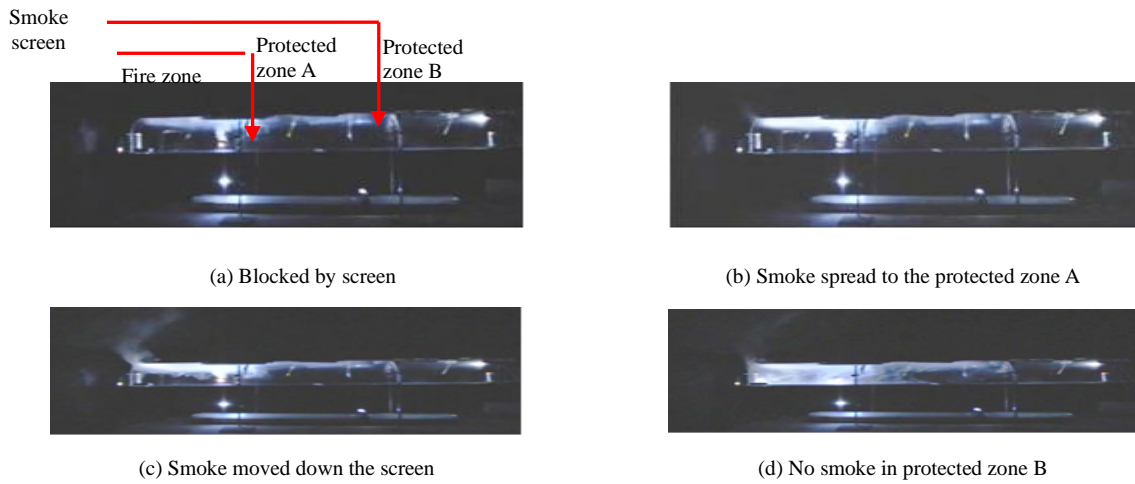 Smoke
screen
Protected
zone A
Protected
zone B
Fire zone
(a) Blocked by screen
(b) Smoke spread to the protected zone A
(c) Smoke moved down the screen
(d) No smoke in protected zone B